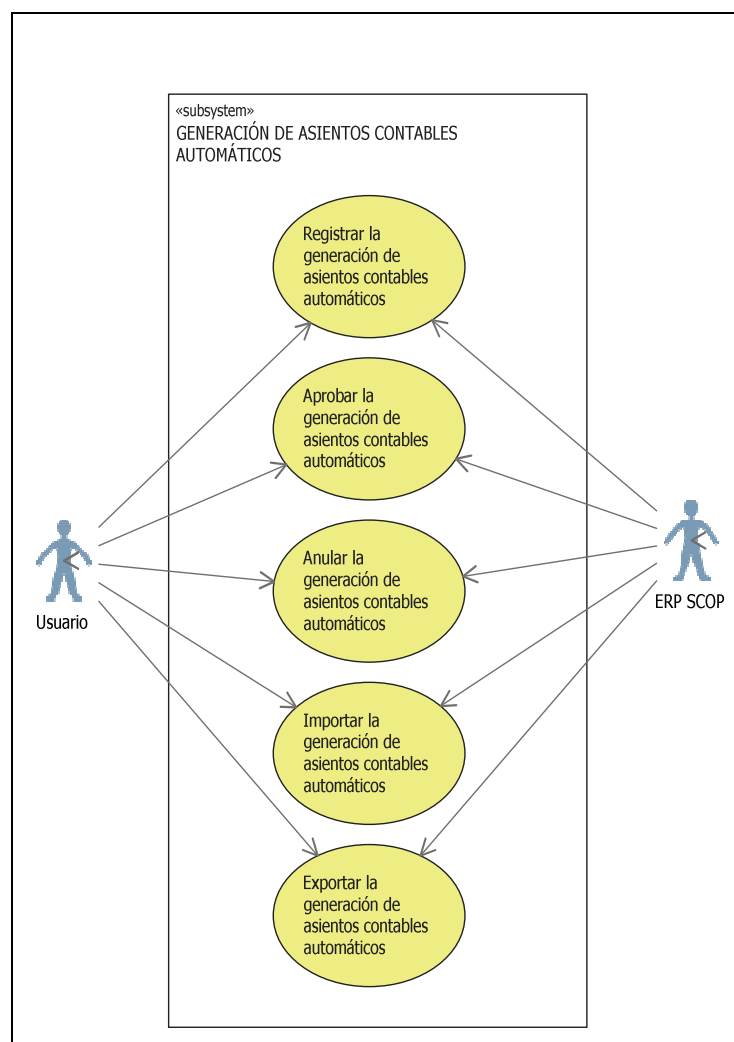 «subsystem»
GENERACIÓN DE ASIENTOS CONTABLES
AUTOMÁTICOS
Registrar la
generación de
asientos contables
automáticos
Aprobar la
generación de
asientos contables
automáticos
Anular la
generación de
asientos contables
automáticos
Usuario
ERP SCOP
Importar la
generación de
asientos contables
automáticos
Exportar la
generación de
asientos contables
automáticos